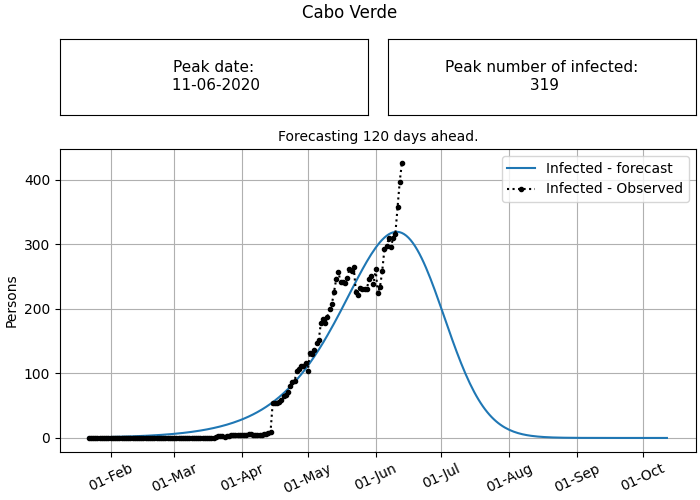 Cabo Verde
Peak date:
11-06-2020
Peak number of infected:
319
Forecasting 120 days ahead.
Infected - forecast
Infected - Observed
Persons
400
300
200
100
0
01-Feb
01-Mar
01-Apr
01-May
01-Jun
01-Jul
01-Aug
01-Sep
01-Oct